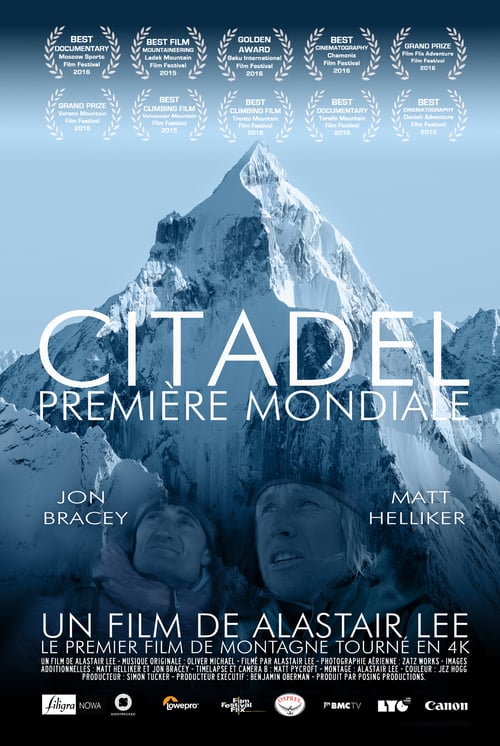 BEST DOCUMENTARY
Moscow Sports
Film Festival
2016
BEST FILM
MOUNTAINEERING
Ladek Mountain
Film Festival
2015
GOLDEN
AWARD
Baku International
Film Festival
2016
BEST
CINEMATOGRAPHY
Chamonix
Film Festival
2016
GRAND PRIZE
Film Flix Adventure
Film Festival
2016
GRAND PRIZE
Verens Mountain
Film Festival
2016
BEST
CLIMBING FILM
Vancouver Mountain
Film Festival
2015
BEST
CLIMBING FILM
Trento Mountain
Film Festival
2016
BEST
DOCUMENTARY
Torello Mountain
Film Festival
2015
BEST
CINEMATOGRAPHY
Danish Adventure
Film Festival
2015
CITADEL
PREMIÈRE MONDIALE
JON
BRACEY
MATT
HELLIKER
UN FILM DE ALASTAIR LEE
LE PREMIER FILM DE MONTAGNE TOURNÉ EN 4K
UN FILM DE ALASTAIR LEE - MUSIQUE ORIGINALE : OLIVER MICHAEL - FILMÉ PAR ALASTAIR LEE - PHOTOGRAPHIE AÉRIENNE : ZATZ WORKS - IMAGES
ADDITIONNELLES : MATT HELLIKER ET JON BRACEY - TIMELAPSE ET CAMERA B : MATT PYCROFT - MONTAGE : ALASTAIR LEE - COULEUR : JEZ HOGG
PRODUCTEUR : SIMON TUCKER - PRODUCTEUR EXECUTIF : BENJAMIN OBERMAN - PRODUIT PAR POSING PRODUCTIONS.
filigra NOWA
Lowepro
Film Festival Flix
OSPREY
BMCTV
LYO
Canon